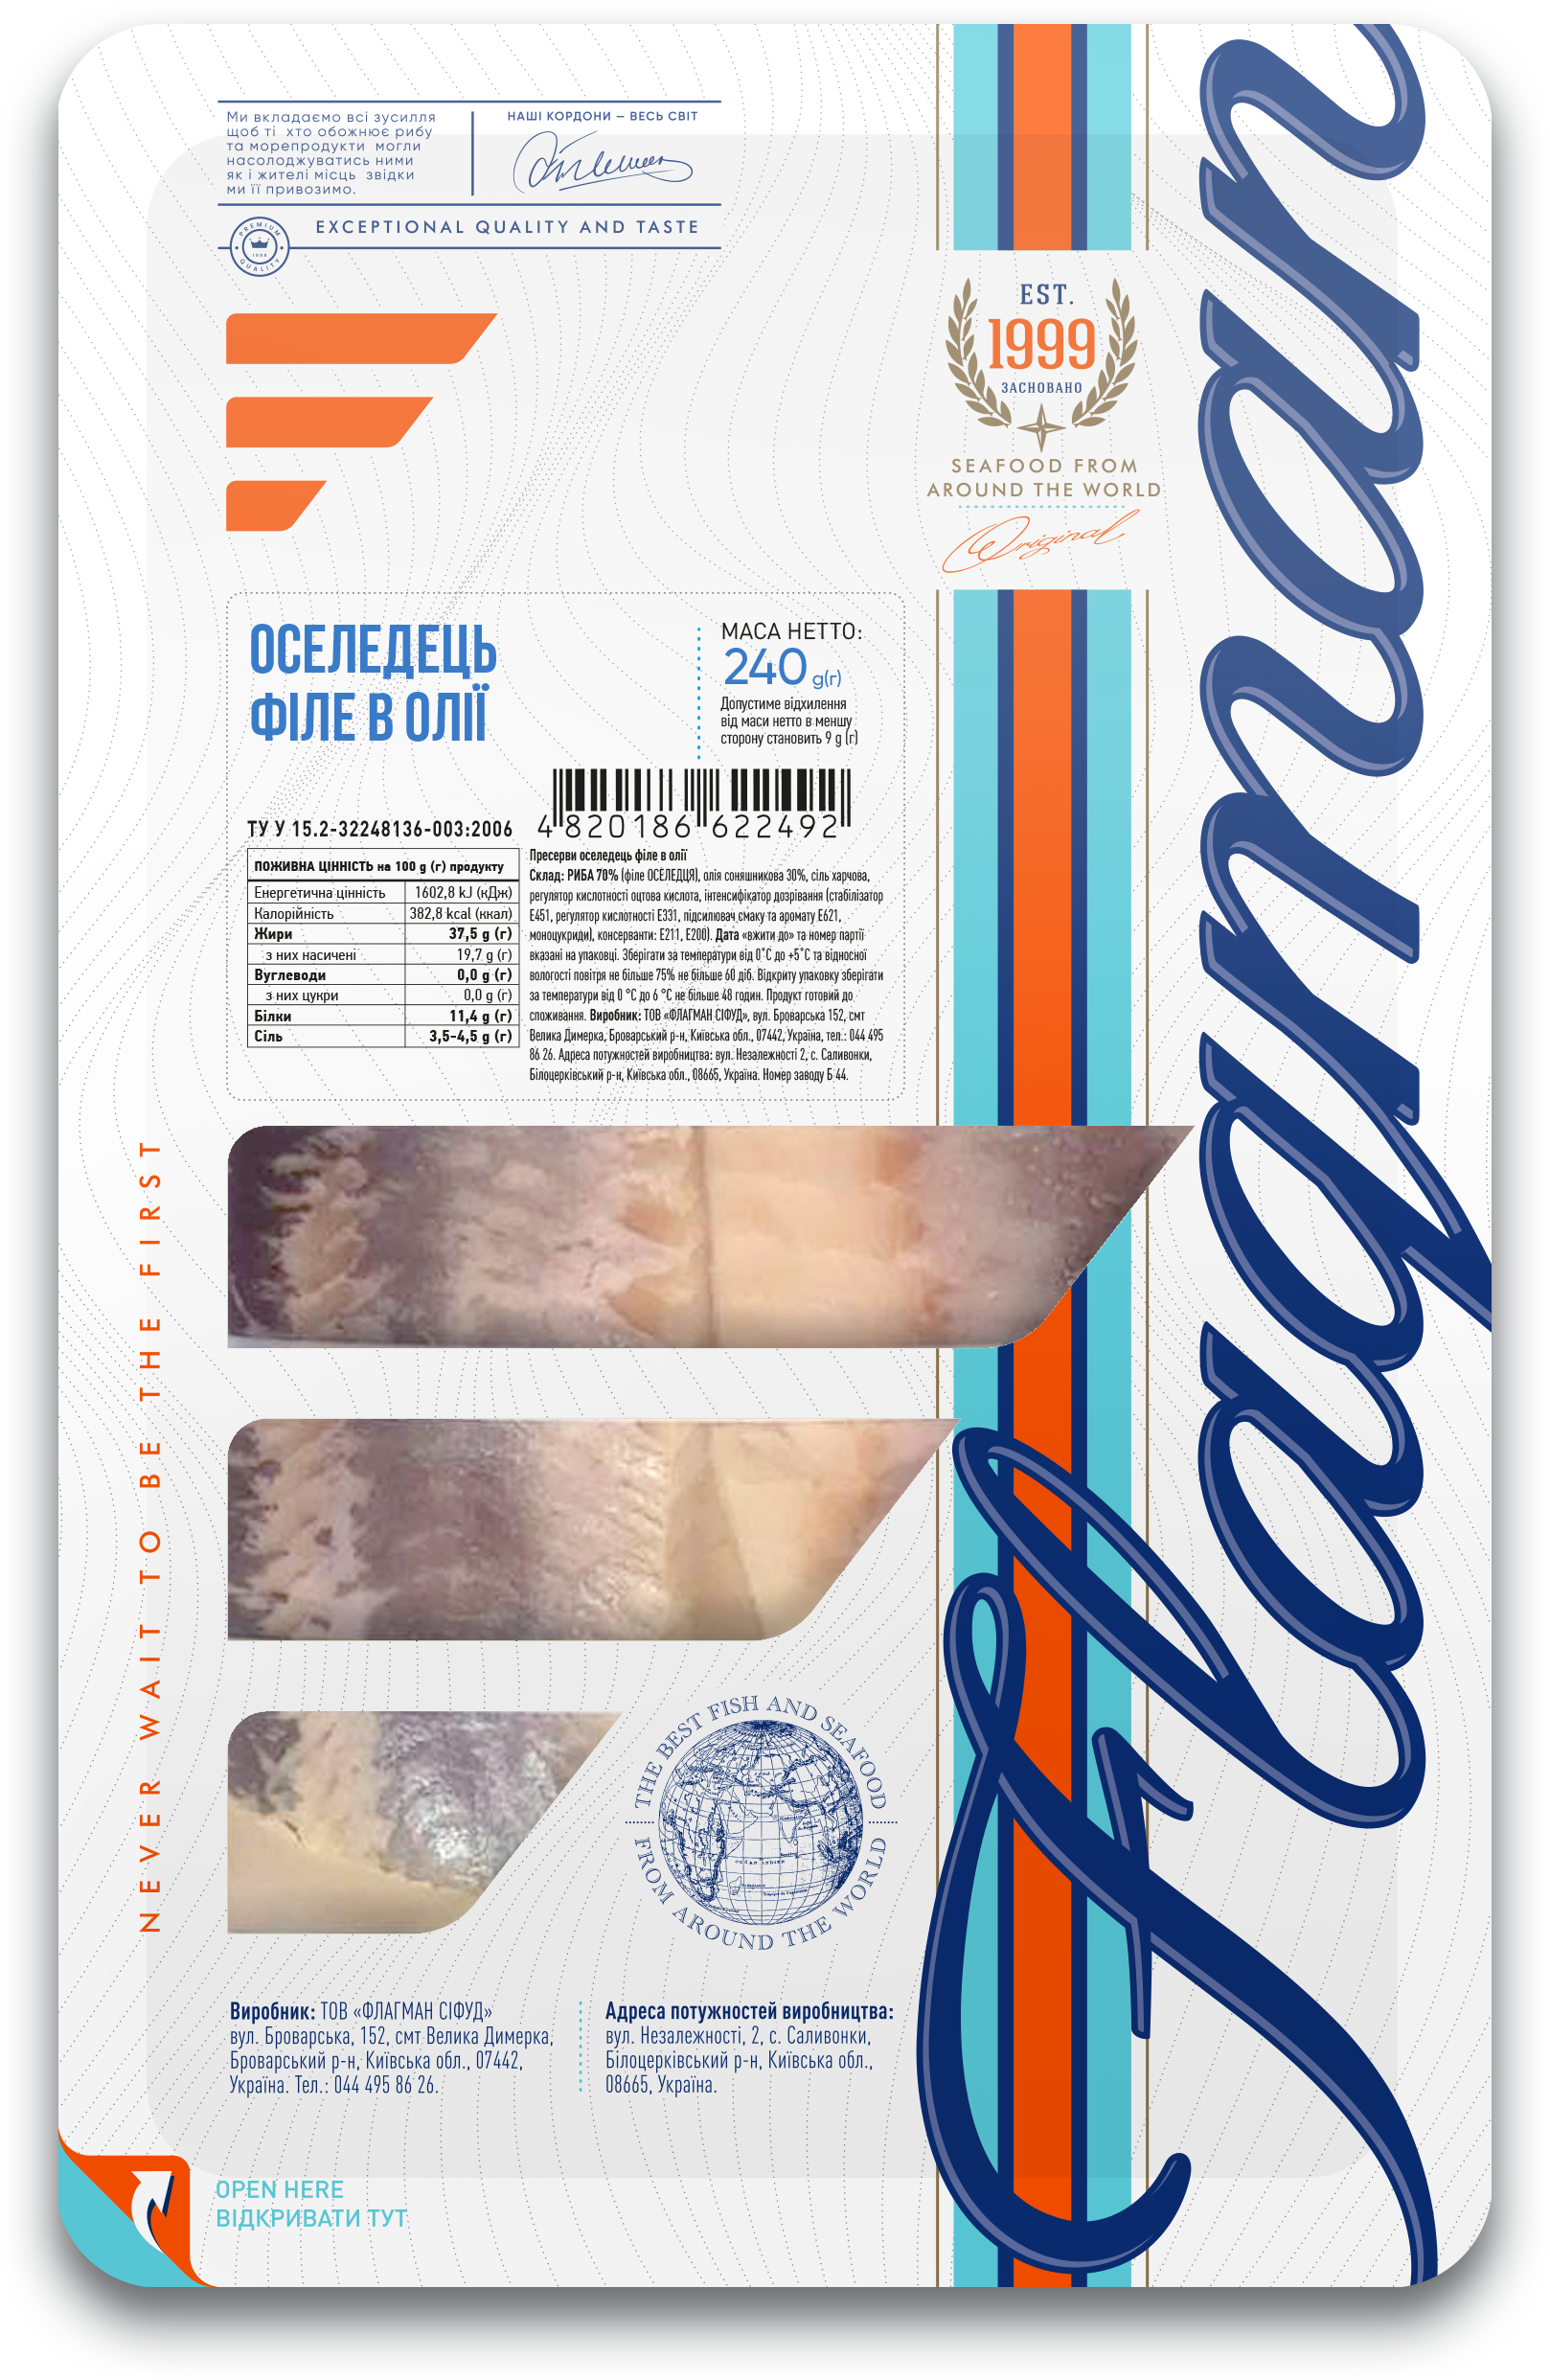 Ми вкладаємо всі зусилля
щоб ті хто обожнює рибу
та морепродукти могли
насолоджуватись ними
як і жителі місць звідки
ми її привозимо.
НАШІ КОРДОНИ — ВЕСЬ СВІТ
PREMIUM
1999
QUALITY
EXCEPTIONAL QUALITY AND TASTE
EST.
1999
ЗАСНОВАНО
SEAFOOD FROM
AROUND THE WORLD
Original
Flagman
ОСЕЛЕДЕЦЬ
ФІЛЕ В ОЛІЇ
МАСА НЕТТО:
240 g(г)
Допустиме відхилення
від маси нетто в меншу
сторону становить 9 g (г)
4 820186 622492
ТУ У 15.2-32248136-003:2006
ПОЖИВНА ЦІННІСТЬ на 100 g (г) продукту
Енергетична цінність 1602,8 kJ (кДж)
Калорійність 382,8 kcal (ккал)
Жири 37,5 g (г)
з них насичені 19,7 g (г)
Вуглеводи 0,0 g (г)
з них цукри 0,0 g (г)
Білки 11,4 g (г)
Сіль 3,5-4,5 g (г)
Пресерви оселедець філе в олії
Склад: РИБА 70% (філе ОСЕЛЕДЦЯ), олія соняшникова 30%, сіль харчова,
регулятор кислотності оцтова кислота, інтенсифікатор дозрівання (стабілізатор
Е451, регулятор кислотності Е331, підсилювач смаку та аромату Е621,
моноцукриди), консерванти: Е211, Е200). Дата «вжити до» та номер партії
вказані на упаковці. Зберігати за температури від 0˚С до +5˚С та відносної
вологості повітря не більше 75% не більше 60 діб. Відкриту упаковку зберігати
за температури від 0 °С до 6 °С не більше 48 годин. Продукт готовий до
споживання. Виробник: ТОВ «ФЛАГМАН СІФУД», вул. Броварська 152, смт
Велика Димерка, Броварський р-н, Київська обл., 07442, Україна, тел.: 044 495
86 26. Адреса потужностей виробництва: вул. Незалежності 2, с. Саливонки,
Білоцерківський р-н, Київська обл., 08665, Україна. Номер заводу Б 44.
NEVER WAIT TO BE THE FIRST
THE BEST FISH AND SEAFOOD
FROM AROUND THE WORLD
Виробник: ТОВ «ФЛАГМАН СІФУД»
вул. Броварська, 152, смт Велика Димерка,
Броварський р-н, Київська обл., 07442,
Україна. Тел.: 044 495 86 26.
Адреса потужностей виробництва:
вул. Незалежності, 2, с. Саливонки,
Білоцерківський р-н, Київська обл.,
08665, Україна.
OPEN HERE
ВІДКРИВАТИ ТУТ